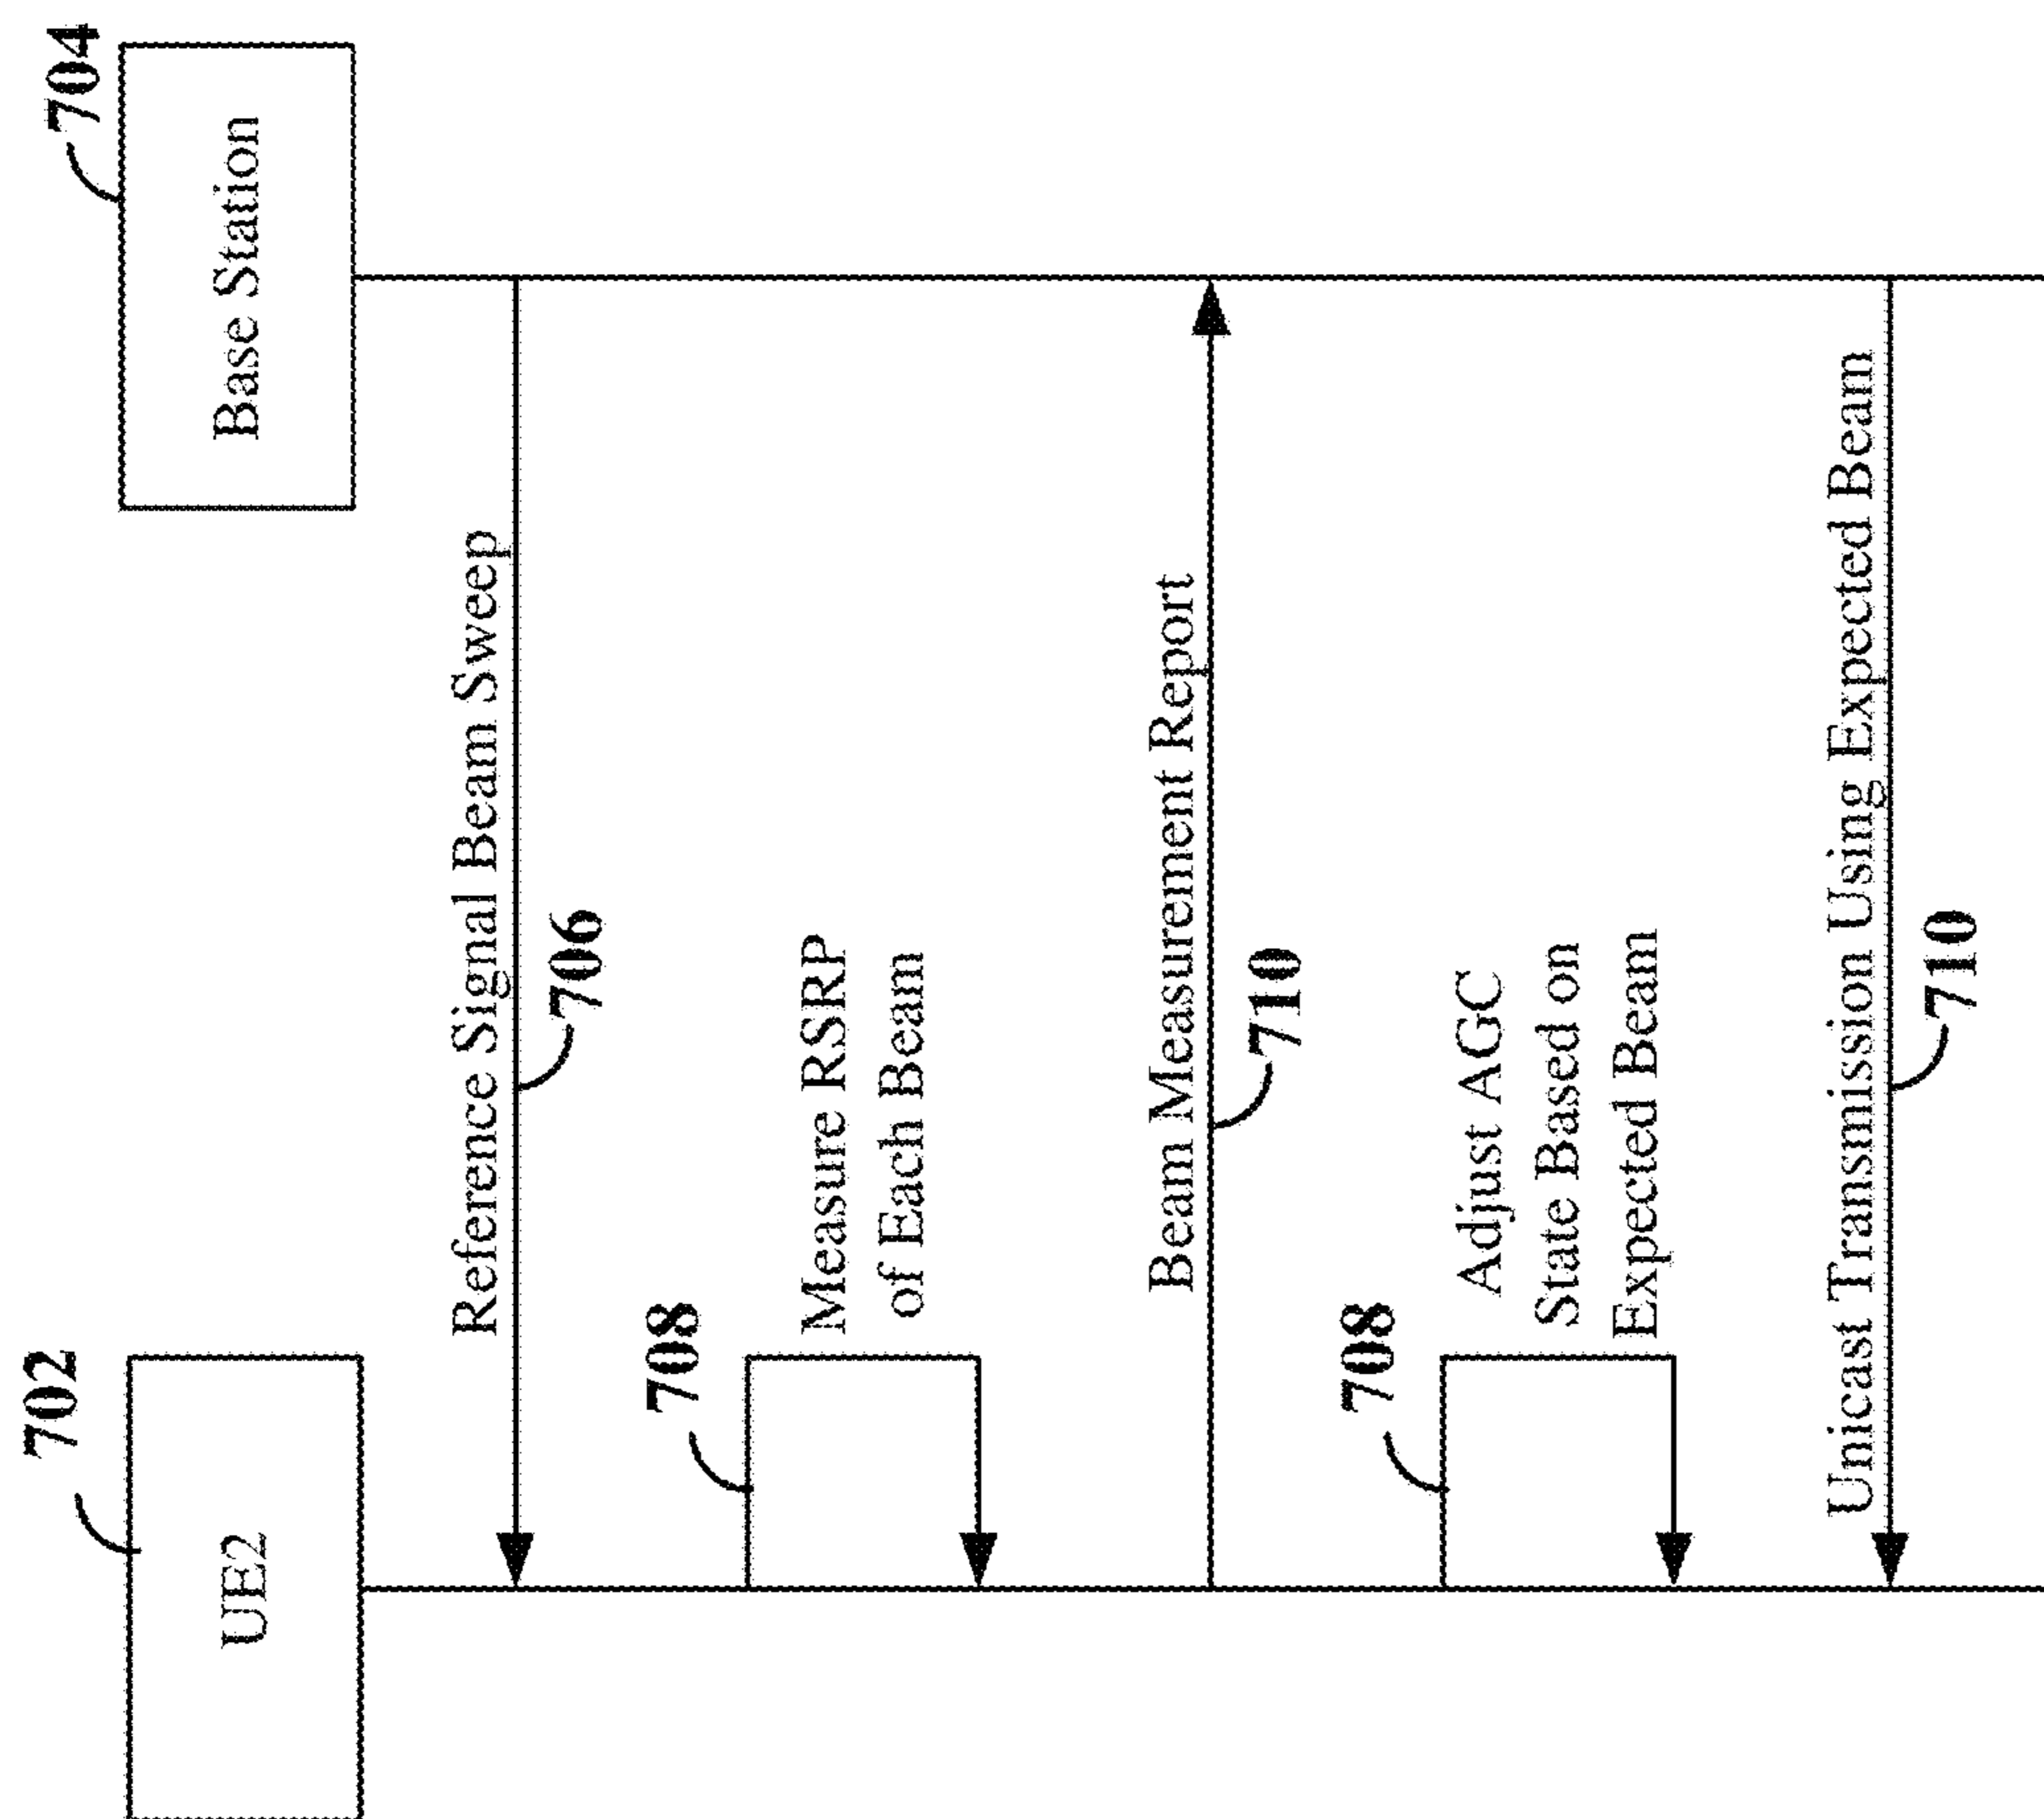 702
UE2
704
Base Station
Reference Signal Beam Sweep
706
708
Measure RSRP
of Each Beam
Beam Measurement Report
710
708
Adjust AGC
State Based on
Expected Beam
Unicast Transmission Using Expected Beam
710